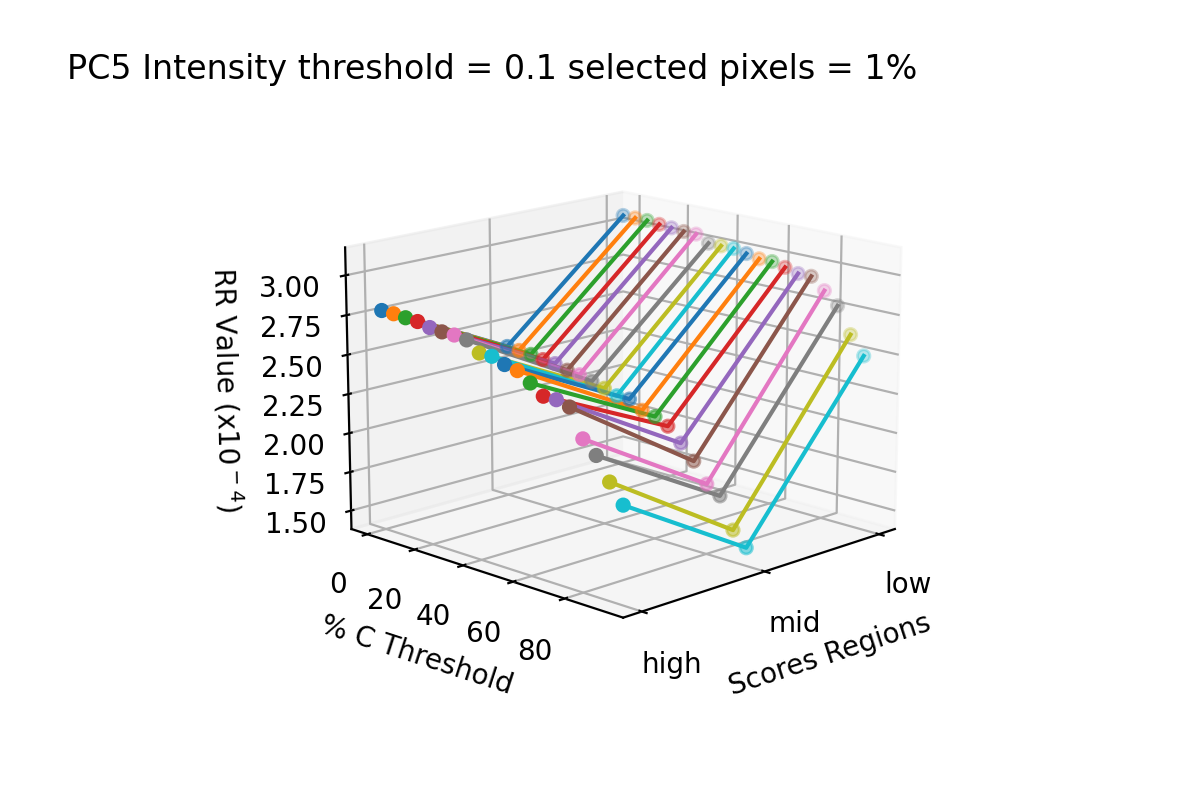 PC5 Intensity threshold = 0.1 selected pixels = 1%
RR Value (x10⁻⁴)
3.00
2.75
2.50
2.25
2.00
1.75
1.50
0
20
40
60
80
% C Threshold
low
mid
high
Scores Regions